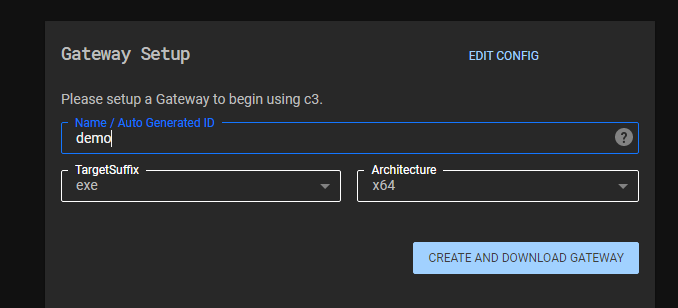 Gateway Setup
EDIT CONFIG
Please setup a Gateway to begin using c3.
Name / Auto Generated ID
demo
?
TargetSuffix
exe
Architecture
x64
CREATE AND DOWNLOAD GATEWAY